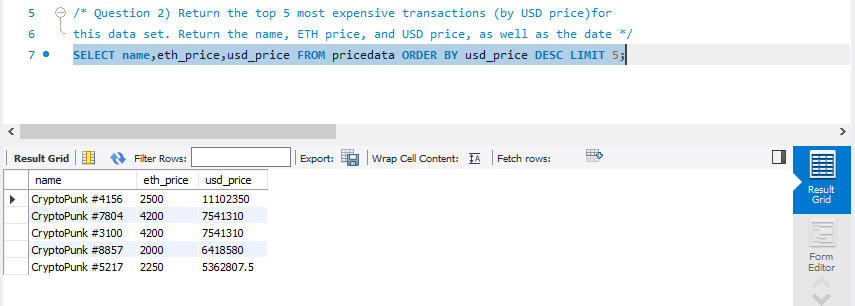 5 /* Question 2) Return the top 5 most expensive transactions (by USD price)for
6 this data set. Return the name, ETH price, and USD price, as well as the date */
7 SELECT name,eth_price,usd_price FROM pricedata ORDER BY usd_price DESC LIMIT 5;
Result Grid Filter Rows: Export: Wrap Cell Content: Fetch rows:
name eth_price usd_price
CryptoPunk #4156 2500 11102350
CryptoPunk #7804 4200 7541310
CryptoPunk #3100 4200 7541310
CryptoPunk #8857 2000 6418580
CryptoPunk #5217 2250 5362807.5
Result
Grid
Form
Editor